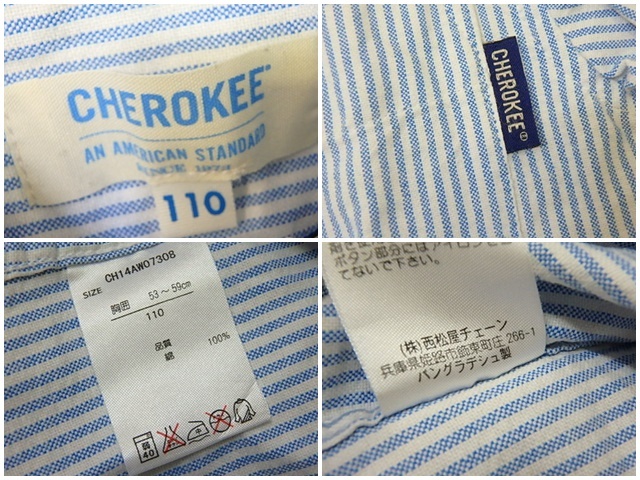 CHEROKEE
AN AMERICAN STANDARD
110
CHEROKEE
CH14AW07308
SIZE
胸囲 53～59cm
110
品質
綿 100%
弱
40
ボタン部分にはアイロンを
てないで下さい。
(株)西松屋チェーン
兵庫県姫路市飾東町庄 266-1
バングラデシュ製